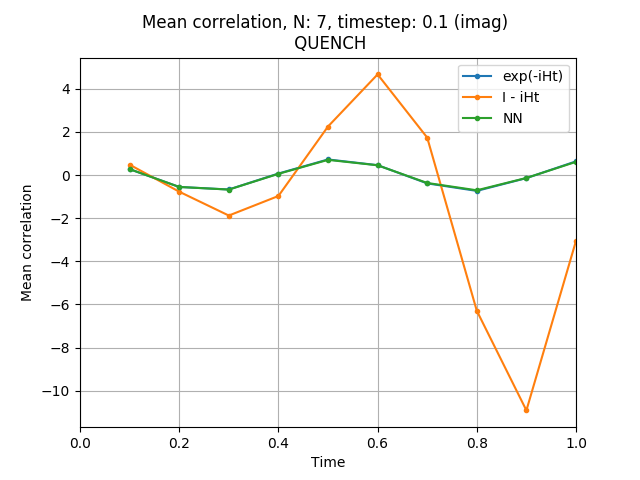 Mean correlation, N: 7, timestep: 0.1 (imag)
QUENCH
exp(-iHt)
I - iHt
NN
Mean correlation
4
2
0
−2
−4
−6
−8
−10
0.0
0.2
0.4
0.6
0.8
1.0
Time